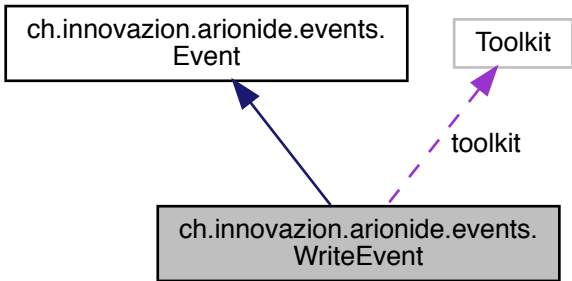 ch.innovazion.arionide.events.
Event
Toolkit
toolkit
ch.innovazion.arionide.events.
WriteEvent